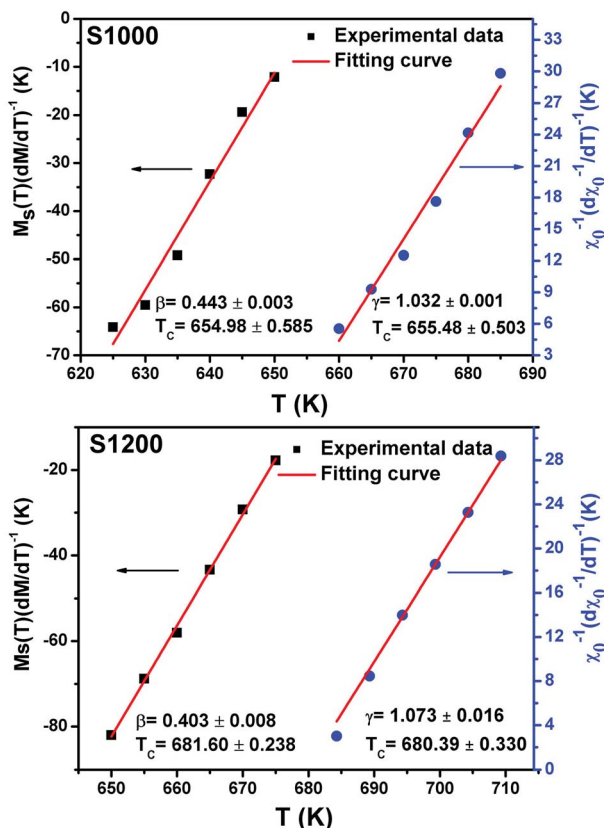 S1000
Experimental data
Fitting curve
Ms(T)(dM/dT)⁻¹ (K)
0
-10
-20
-30
-40
-50
-60
-70
β= 0.443 ± 0.003
T_C= 654.98 ± 0.585
γ= 1.032 ± 0.001
T_C= 655.48 ± 0.503
30
27
24
21
18
15
12
9
6
3
χ₀⁻¹(dχ₀⁻¹/dT)⁻¹(K)
620 630 640 650 660 670 680 690
T (K)
S1200
Experimental data
Fitting curve
Ms(T)(dM/dT)⁻¹ (K)
-20
-40
-60
-80
β= 0.403 ± 0.008
T_C= 681.60 ± 0.238
γ= 1.073 ± 0.016
T_C= 680.39 ± 0.330
28
24
20
16
12
8
4
0
χ₀⁻¹(dχ₀⁻¹/dT)⁻¹(K)
650 660 670 680 690 700 710
T (K)